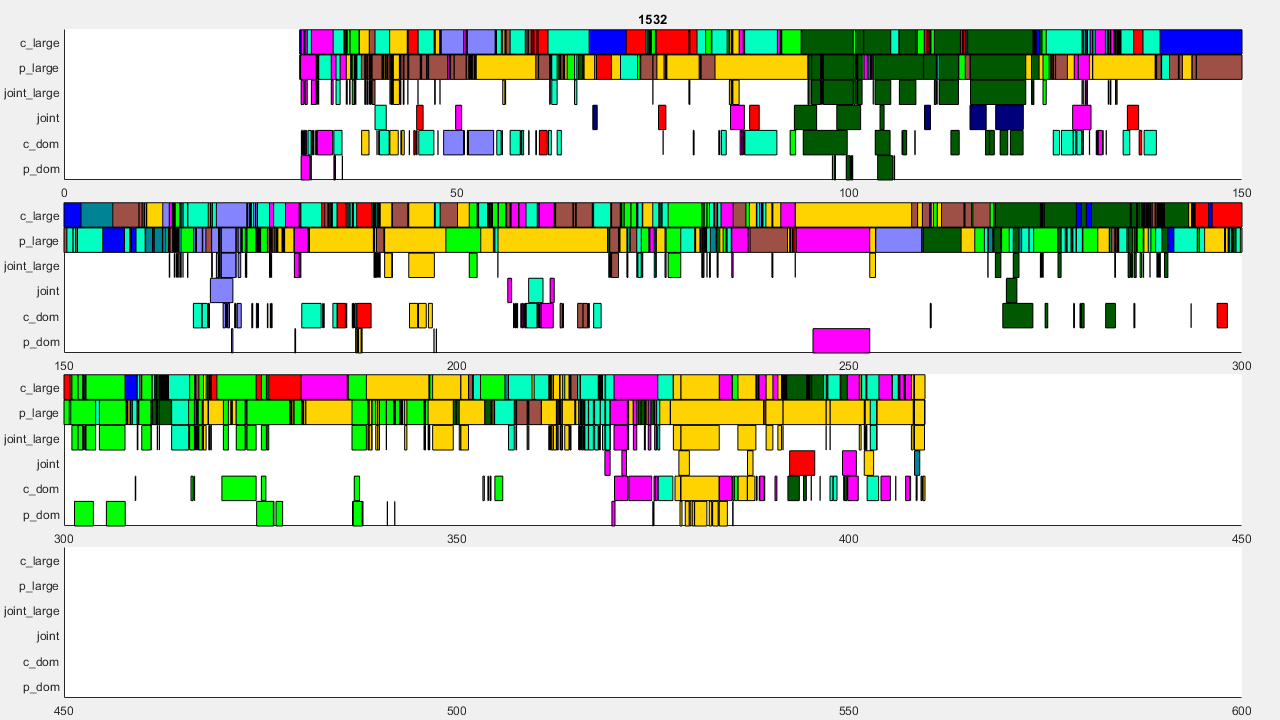 1532
c_large
p_large
joint_large
joint
c_dom
p_dom
0 50 100 150
c_large
p_large
joint_large
joint
c_dom
p_dom
150 200 250 300
c_large
p_large
joint_large
joint
c_dom
p_dom
300 350 400 450
c_large
p_large
joint_large
joint
c_dom
p_dom
450 500 550 600